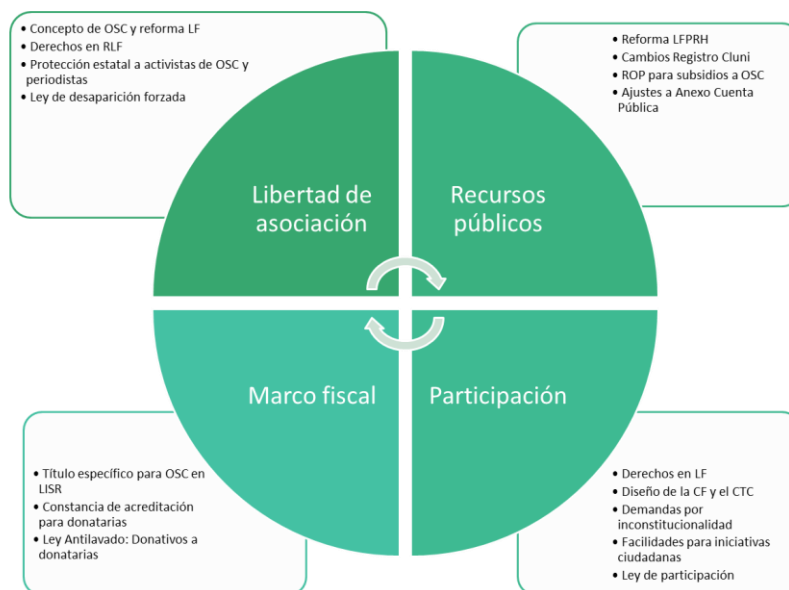 • Concepto de OSC y reforma LF
• Derechos en RLF
• Protección estatal a activistas de OSC y
periodistas
• Ley de desaparición forzada
• Reforma LFPRH
• Cambios Registro Cluni
• ROP para subsidios a OSC
• Ajustes a Anexo Cuenta
Pública
Libertad de
asociación
Recursos
públicos
Marco fiscal
Participación
• Título específico para OSC en
LISR
• Constancia de acreditación
para donatarias
• Ley Antilavado: Donativos a
donatarias
• Derechos en LF
• Diseño de la CF y el CTC
• Demandas por
inconstitucionalidad
• Facilidades para iniciativas
ciudadanas
• Ley de participación